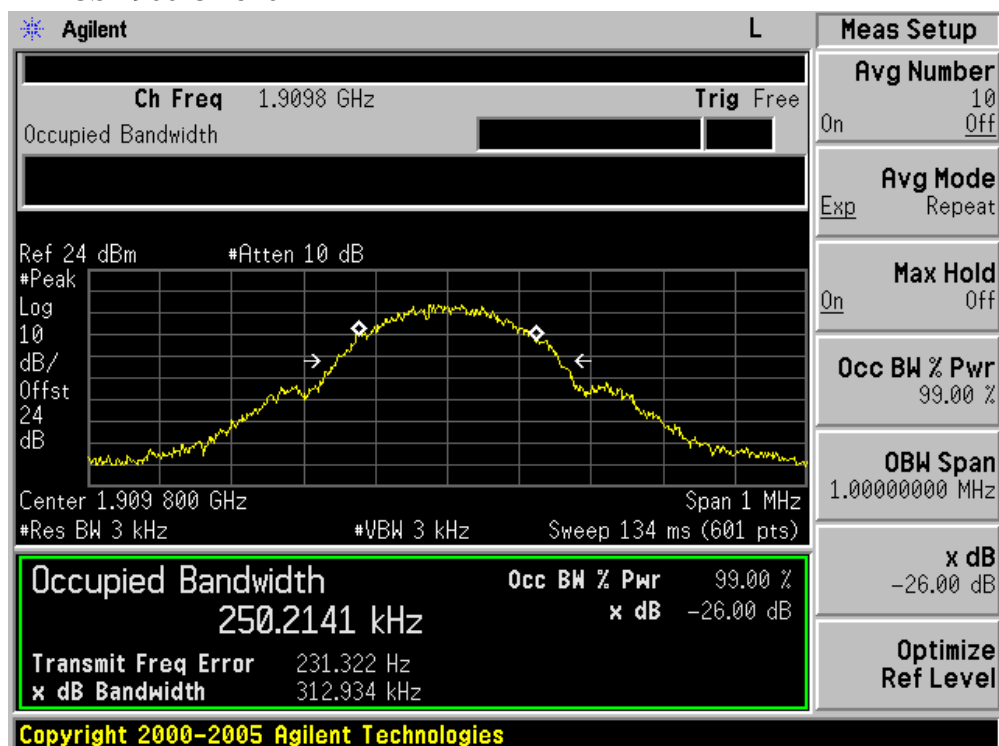 Agilent L Meas Setup
Ch Freq 1.9098 GHz Trig Free
Occupied Bandwidth
Avg Number
10
On Off
Avg Mode
Exp Repeat
Max Hold
On Off
Occ BW % Pwr
99.00 %
OBW Span
1.00000000 MHz
x dB
-26.00 dB
Optimize
Ref Level
Ref 24 dBm #Atten 10 dB
#Peak
Log
10
dB/
Offst
24
dB
Center 1.909 800 GHz Span 1 MHz
#Res BW 3 kHz #VBW 3 kHz Sweep 134 ms (601 pts)
Occupied Bandwidth Occ BW % Pwr 99.00 %
250.2141 kHz x dB -26.00 dB
Transmit Freq Error 231.322 Hz
x dB Bandwidth 312.934 kHz
Copyright 2000-2005 Agilent Technologies